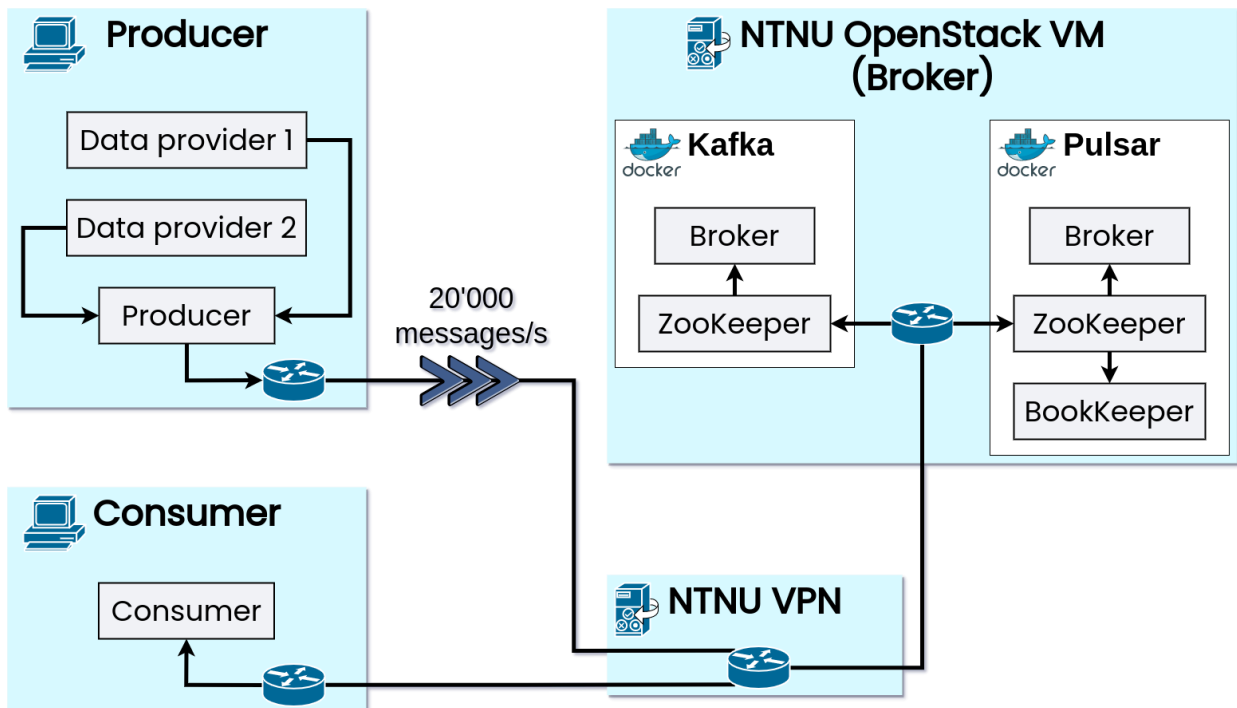 Producer
Data provider 1
Data provider 2
Producer
20'000
messages/s
NTNU OpenStack VM
(Broker)
docker
Kafka
Broker
ZooKeeper
docker
Pulsar
Broker
ZooKeeper
BookKeeper
Consumer
Consumer
NTNU VPN